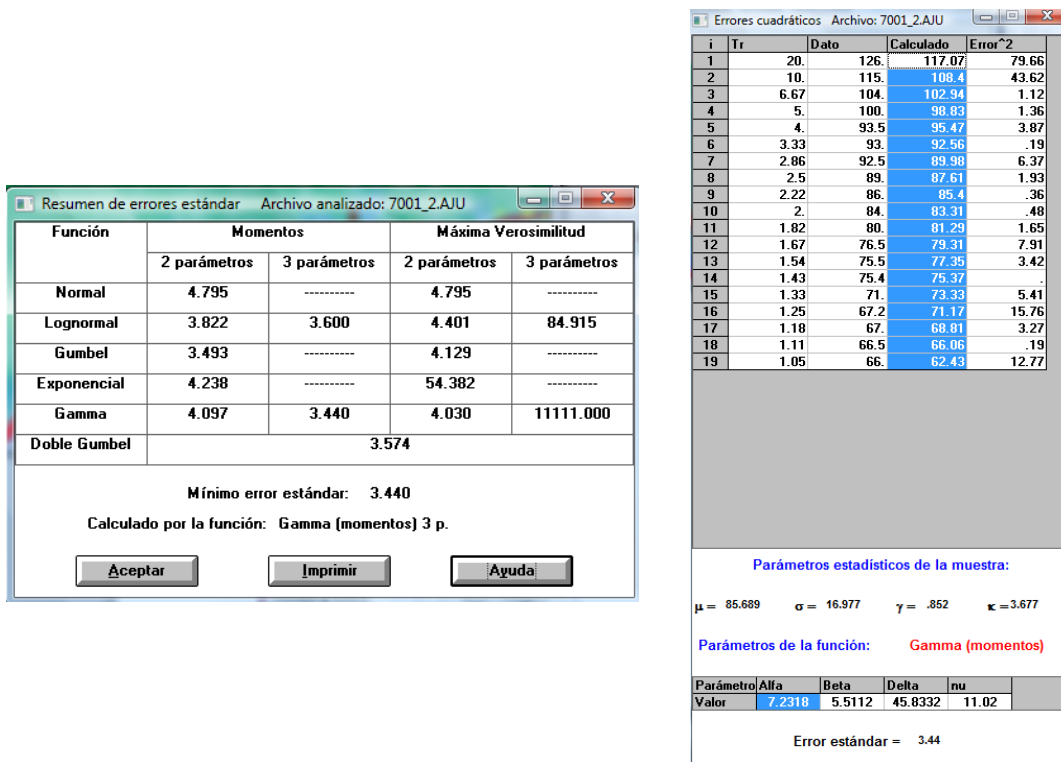 Resumen de errores estándar Archivo analizado: 7001_2.AJU
Función Momentos Máxima Verosimilitud
2 parámetros 3 parámetros 2 parámetros 3 parámetros
Normal 4.795 ---------- 4.795 ----------
Lognormal 3.822 3.600 4.401 84.915
Gumbel 3.493 ---------- 4.129 ----------
Exponencial 4.238 ---------- 54.382 ----------
Gamma 4.097 3.440 4.030 11111.000
Doble Gumbel 3.574
Mínimo error estándar: 3.440
Calculado por la función: Gamma (momentos) 3 p.
Aceptar Imprimir Ayuda
Errores cuadráticos Archivo: 7001_2.AJU
i Tr Dato Calculado Error^2
1 20. 126. 117.07 79.66
2 10. 115. 108.4 43.62
3 6.67 104. 102.94 1.12
4 5. 100. 98.83 1.36
5 4. 93.5 95.47 3.87
6 3.33 93. 92.56 .19
7 2.86 92.5 89.98 6.37
8 2.5 89. 87.61 1.93
9 2.22 86. 85.4 .36
10 2. 84. 83.31 .48
11 1.82 80. 81.29 1.65
12 1.67 76.5 79.31 7.91
13 1.54 75.5 77.35 3.42
14 1.43 75.4 75.37 .
15 1.33 71. 73.33 5.41
16 1.25 67.2 71.17 15.76
17 1.18 67. 68.81 3.27
18 1.11 66.5 66.06 .19
19 1.05 66. 62.43 12.77
Parámetros estadísticos de la muestra:
μ = 85.689 σ = 16.977 γ = .852 κ = 3.677
Parámetros de la función: Gamma (momentos)
Parámetro Alfa Beta Delta nu
Valor 7.2318 5.5112 45.8332 11.02
Error estándar = 3.44